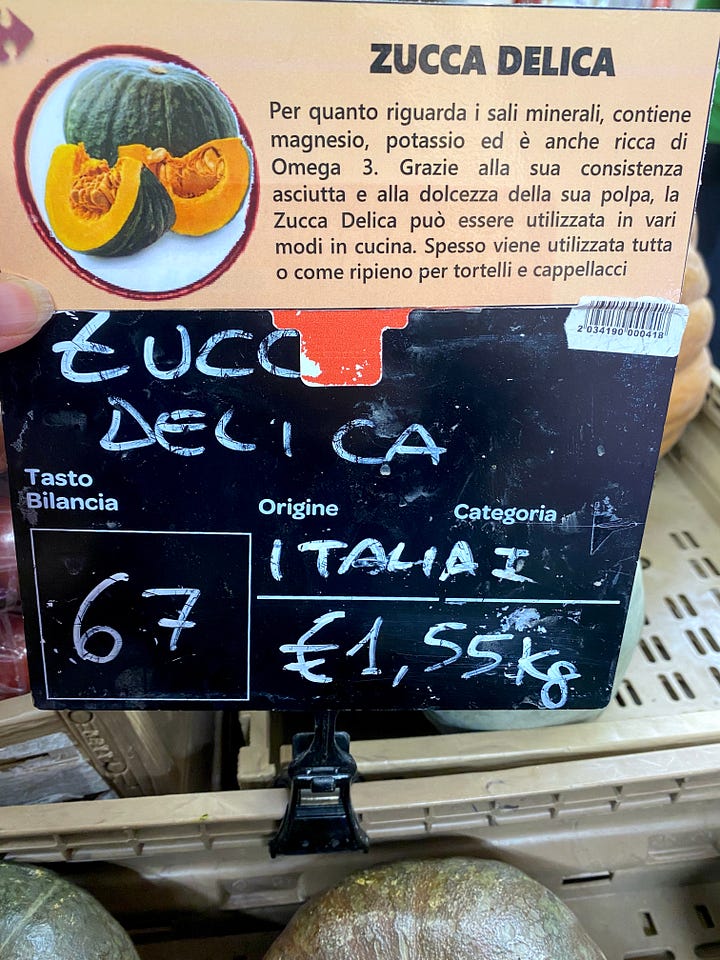 ZUCCA DELICA
Per quanto riguarda i sali minerali, contiene
magnesio, potassio ed è anche ricca di
Omega 3. Grazie alla sua consistenza
asciutta e alla dolcezza della sua polpa, la
Zucca Delica può essere utilizzata in vari
modi in cucina. Spesso viene utilizzata tutta
o come ripieno per tortelli e cappellacci
2 034190 000418
ZUCC
DELICA
Tasto
Bilancia
Origine Categoria
ITALIA I
67
€1,55 kg